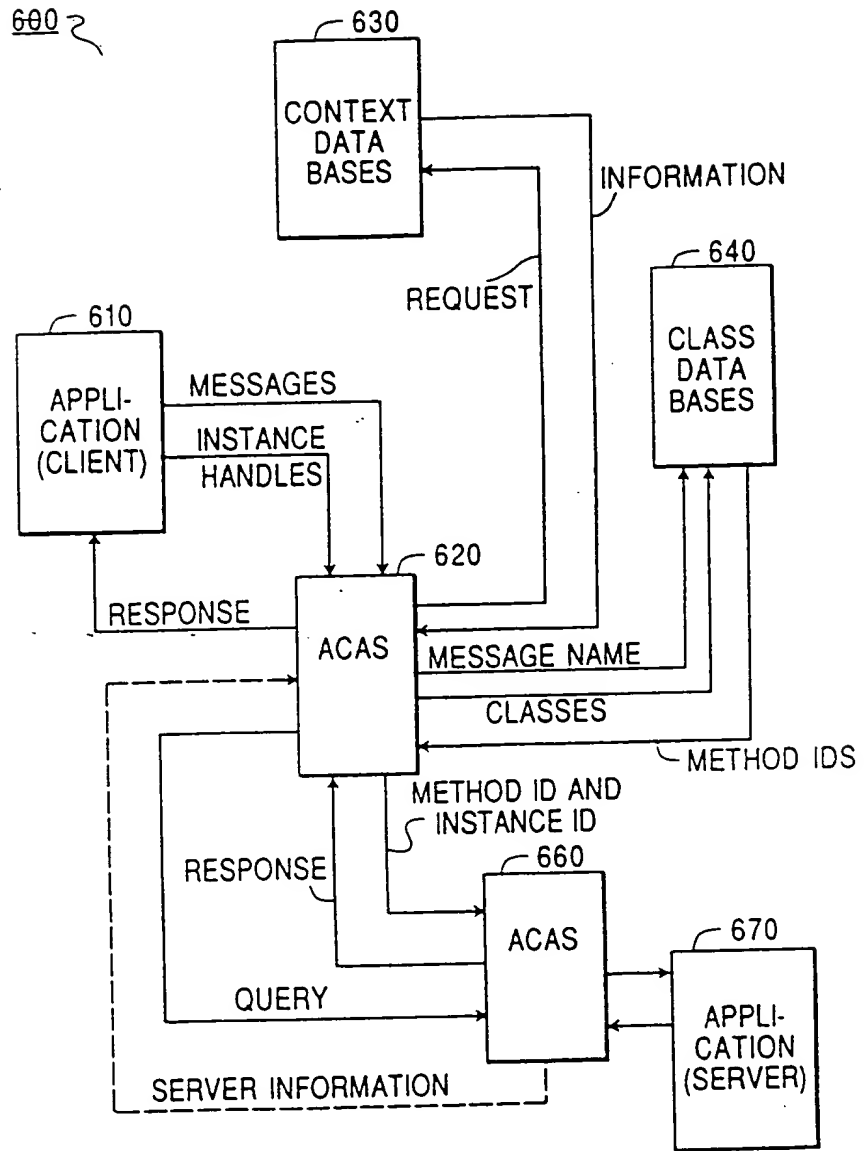 600
630
CONTEXT
DATA
BASES
INFORMATION
REQUEST
640
CLASS
DATA
BASES
610
APPLI-
CATION
(CLIENT)
MESSAGES
INSTANCE
HANDLES
RESPONSE
620
ACAS
MESSAGE NAME
CLASSES
METHOD IDS
METHOD ID AND
INSTANCE ID
RESPONSE
660
ACAS
QUERY
670
APPLI-
CATION
(SERVER)
SERVER INFORMATION